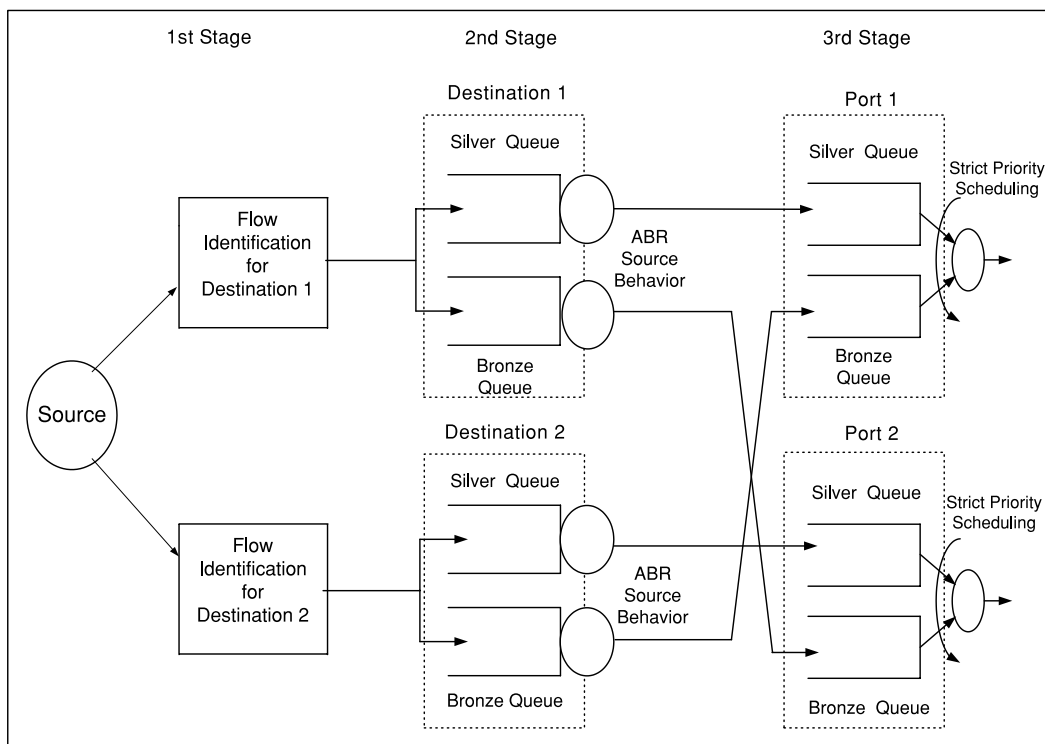 1st Stage
2nd Stage
3rd Stage
Destination 1
Port 1
Silver Queue
Silver Queue
Strict Priority
Scheduling
Flow
Identification
for
Destination 1
ABR
Source
Behavior
Bronze
Queue
Bronze
Queue
Source
Destination 2
Port 2
Silver Queue
Silver Queue
Strict Priority
Scheduling
Flow
Identification
for
Destination 2
ABR
Source
Behavior
Bronze Queue
Bronze Queue